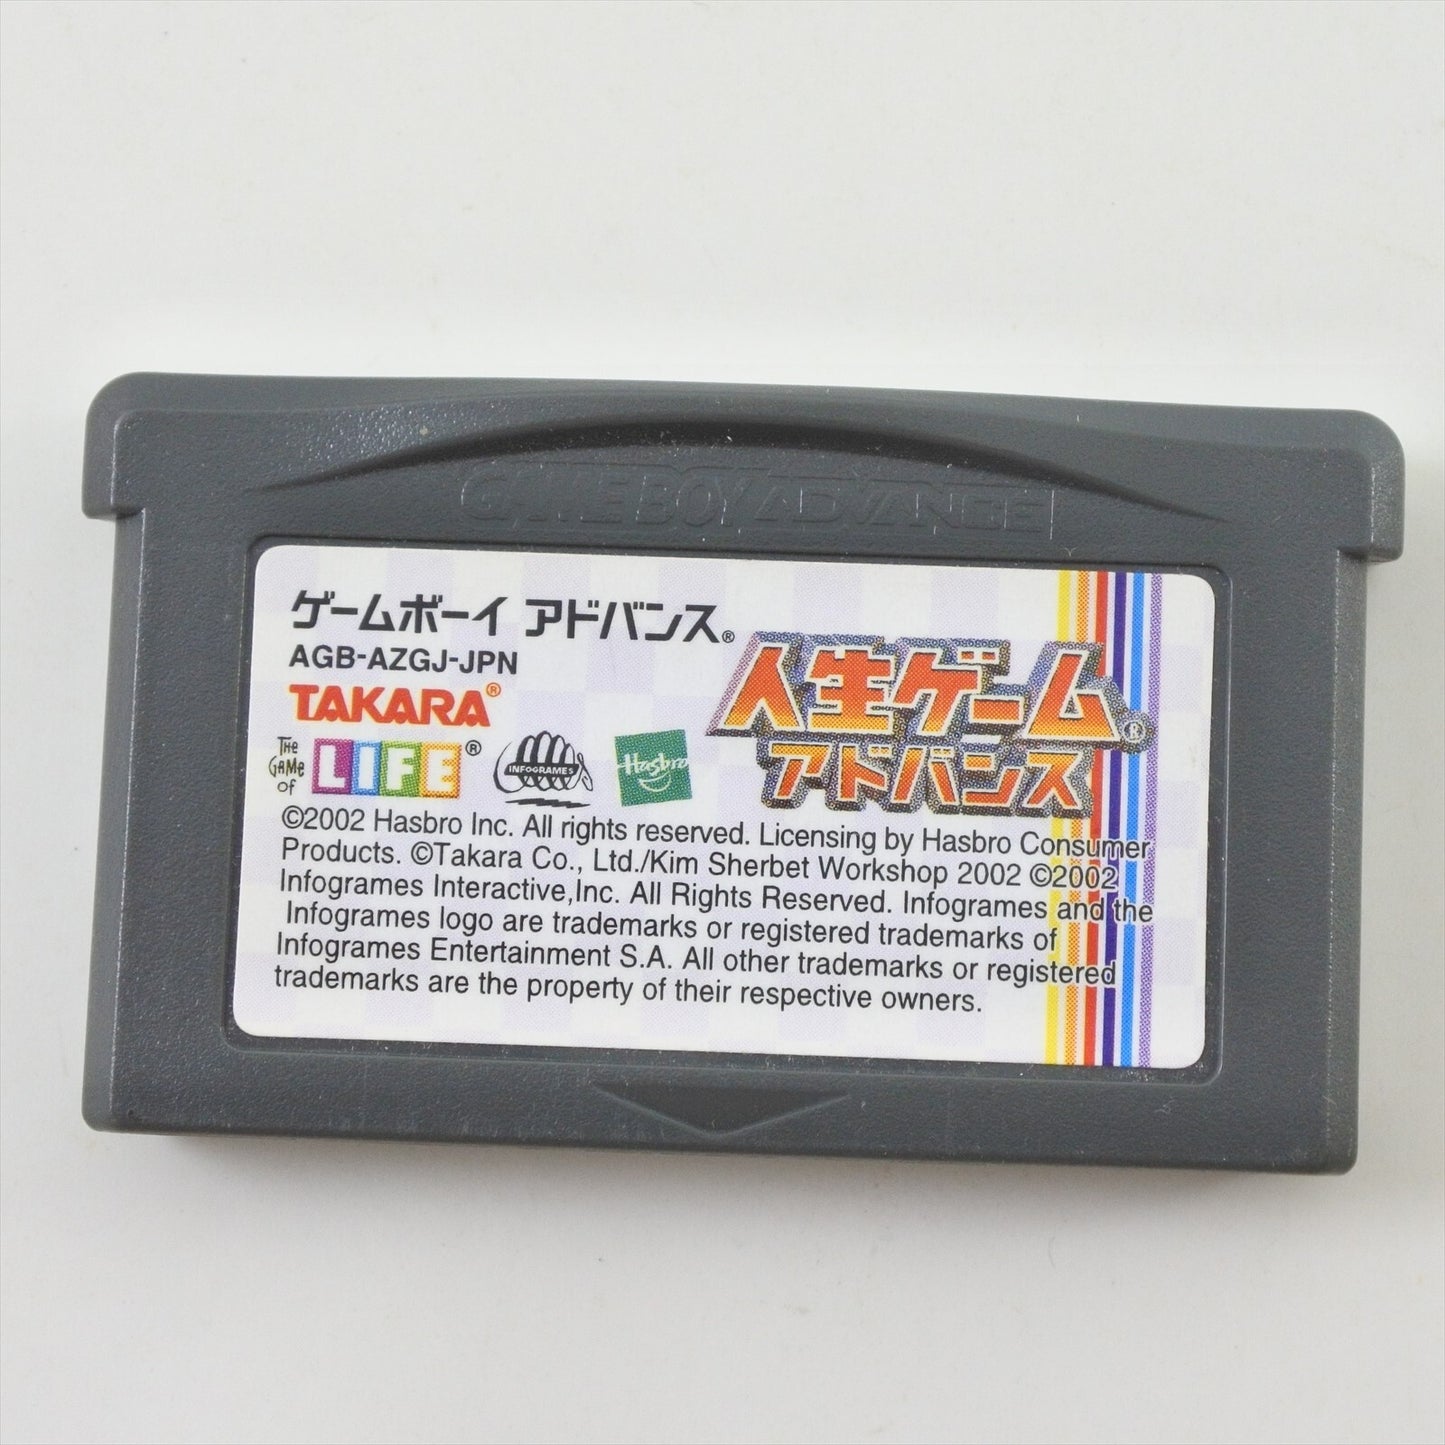 GAME BOY ADVANCE
ゲームボーイ アドバンス®
AGB-AZGJ-JPN
TAKARA®
人生ゲーム®
アドバンス
THE GAME of LIFE®
INFOGRAMES
Hasbro
©2002 Hasbro Inc. All rights reserved. Licensing by Hasbro Consumer
Products. ©Takara Co., Ltd./Kim Sherbet Workshop 2002 ©2002
Infogrames Interactive,Inc. All Rights Reserved. Infogrames and the
Infogrames logo are trademarks or registered trademarks of
Infogrames Entertainment S.A. All other trademarks or registered
trademarks are the property of their respective owners.